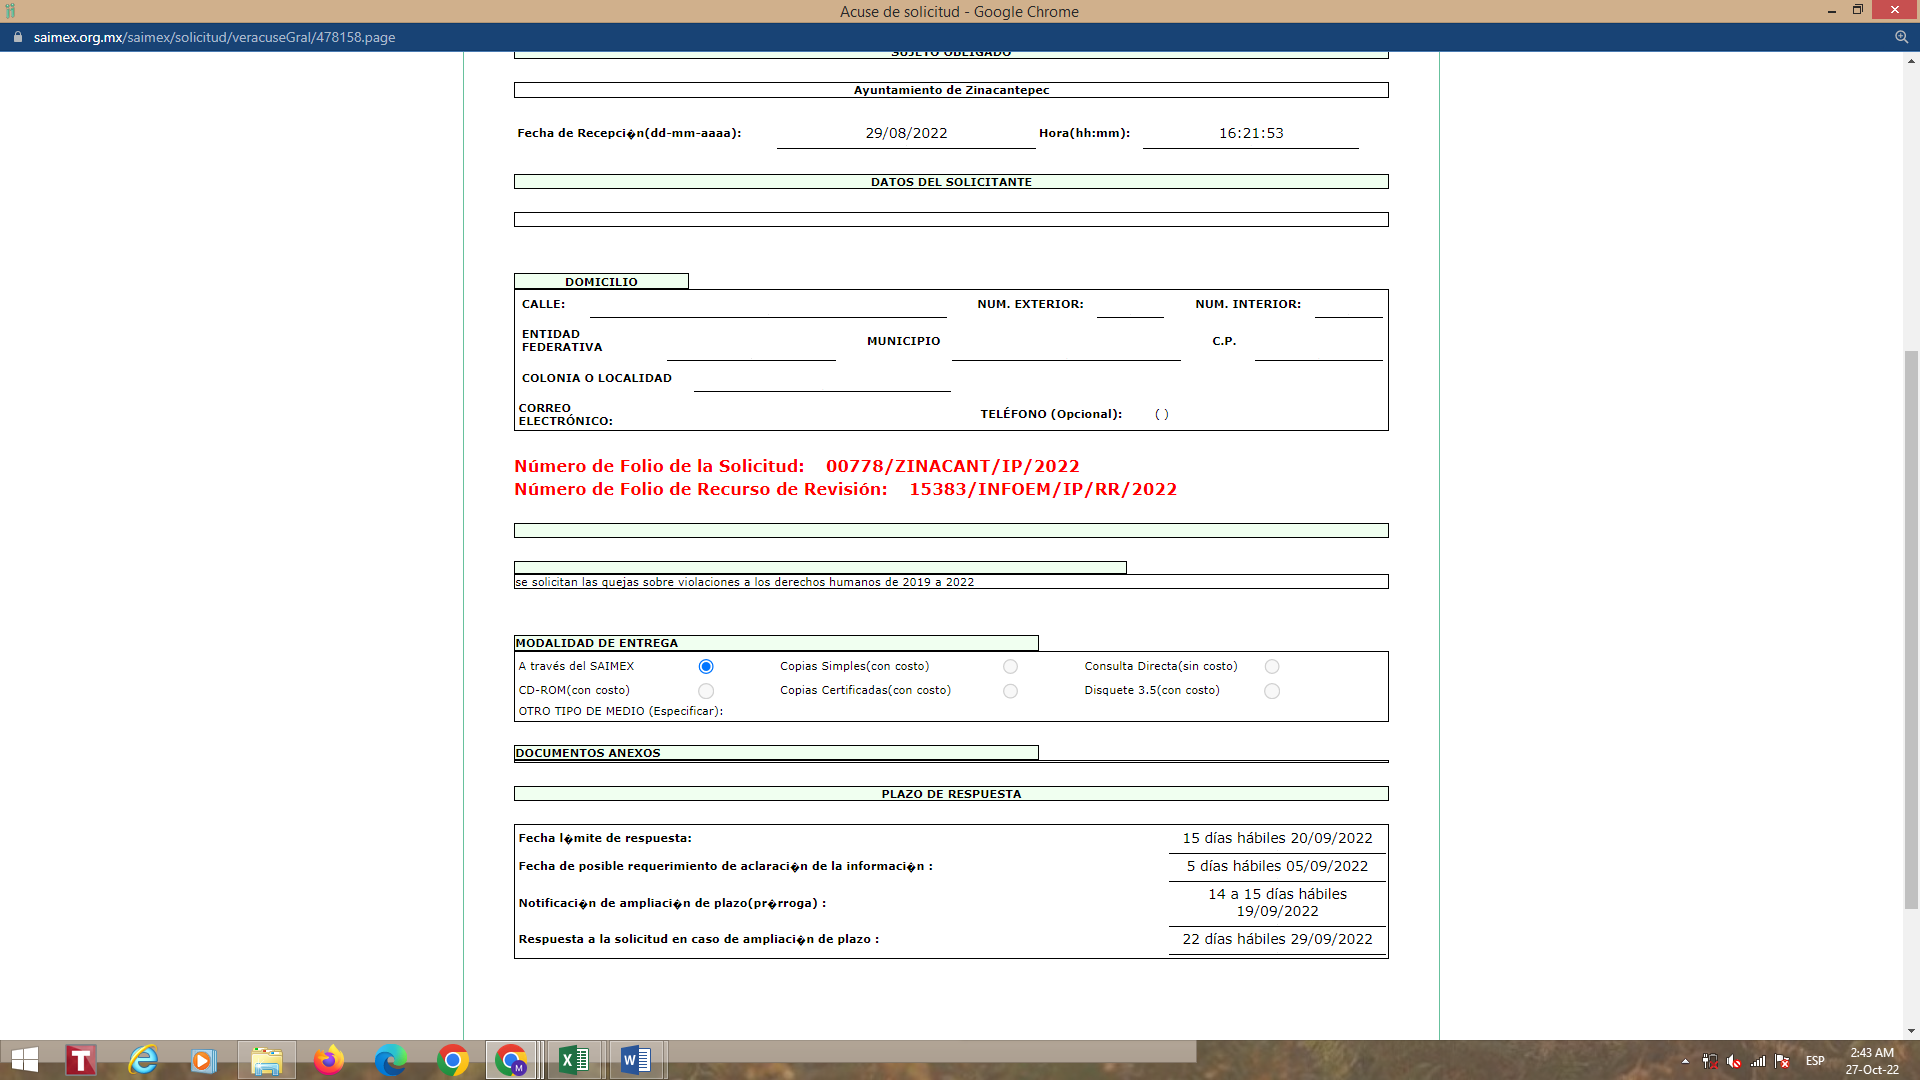 Acuse de solicitud - Google Chrome
saimex.org.mx/saimex/solicitud/veracuseGral/478158.page
SUJETO OBLIGADO
Ayuntamiento de Zinacantepec
Fecha de Recepci�n(dd-mm-aaaa): 29/08/2022 Hora(hh:mm): 16:21:53
DATOS DEL SOLICITANTE
DOMICILIO
CALLE: NUM. EXTERIOR: NUM. INTERIOR:
ENTIDAD
FEDERATIVA MUNICIPIO C.P.
COLONIA O LOCALIDAD
CORREO
ELECTRÓNICO: TELÉFONO (Opcional): ( )
Número de Folio de la Solicitud: 00778/ZINACANT/IP/2022
Número de Folio de Recurso de Revisión: 15383/INFOEM/IP/RR/2022
se solicitan las quejas sobre violaciones a los derechos humanos de 2019 a 2022
MODALIDAD DE ENTREGA
A través del SAIMEX Copias Simples(con costo) Consulta Directa(sin costo)
CD-ROM(con costo) Copias Certificadas(con costo) Disquete 3.5(con costo)
OTRO TIPO DE MEDIO (Especificar):
DOCUMENTOS ANEXOS
PLAZO DE RESPUESTA
Fecha l�mite de respuesta: 15 días hábiles 20/09/2022
Fecha de posible requerimiento de aclaraci�n de la informaci�n : 5 días hábiles 05/09/2022
Notificaci�n de ampliaci�n de plazo(pr�rroga) : 14 a 15 días hábiles
19/09/2022
Respuesta a la solicitud en caso de ampliaci�n de plazo : 22 días hábiles 29/09/2022
ESP
2:43 AM
27-Oct-22